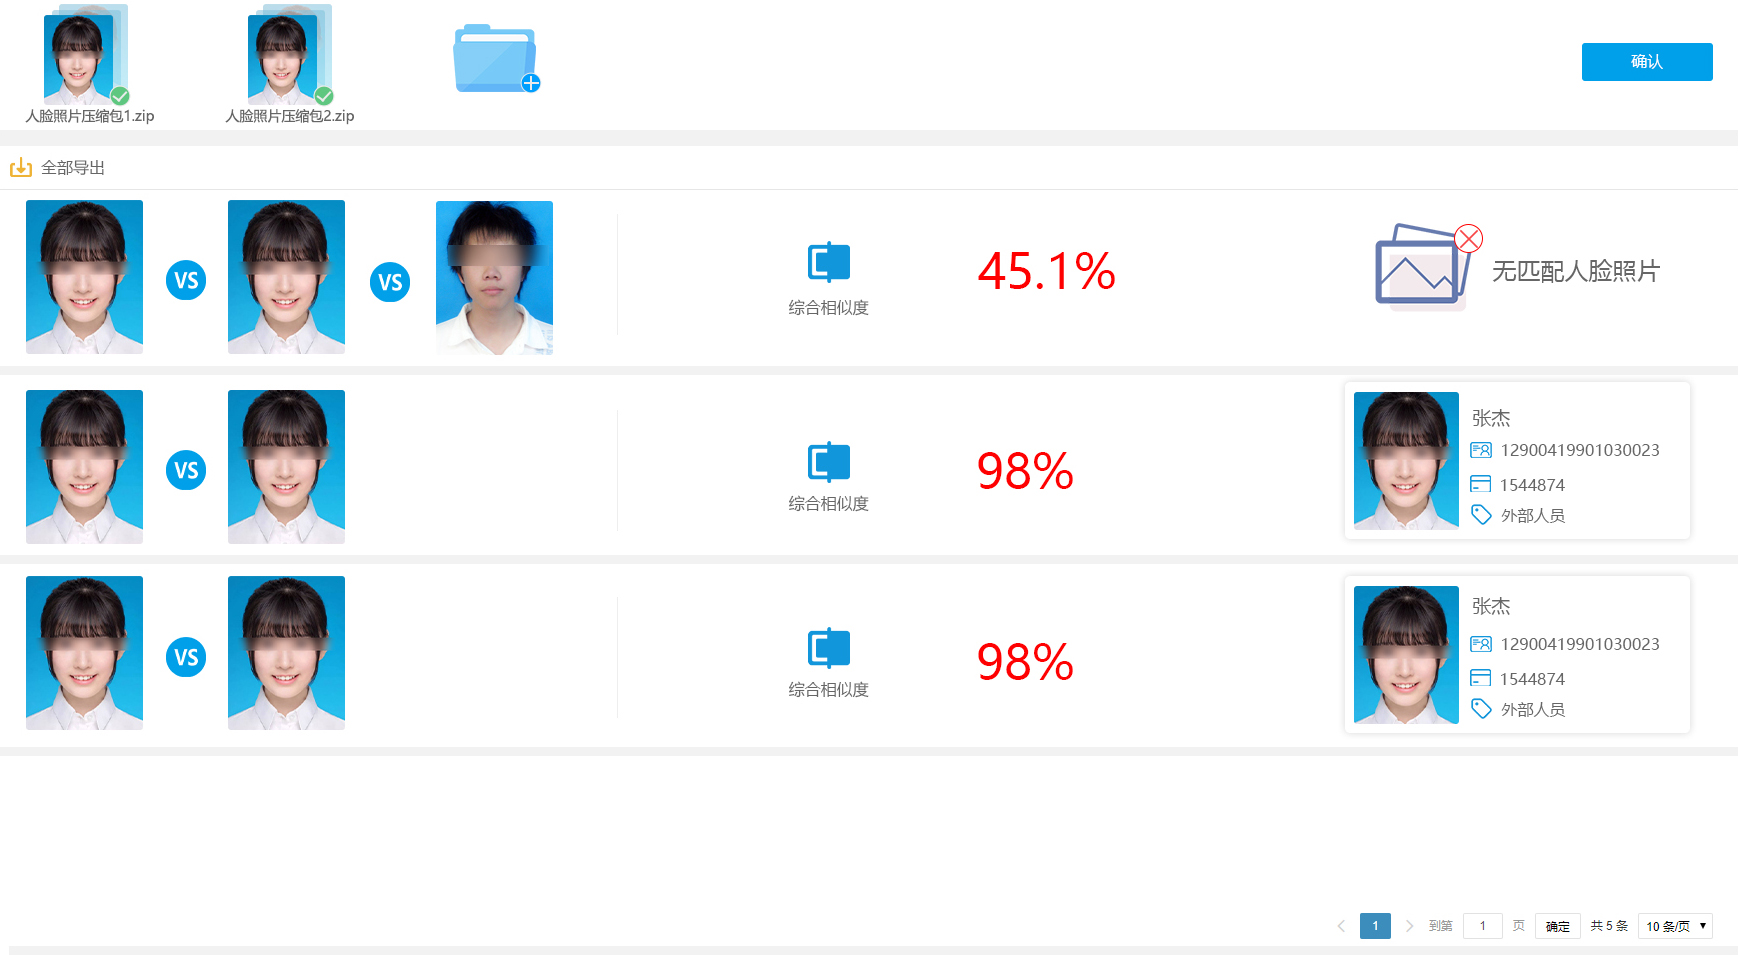 人脸照片压缩包1.zip
人脸照片压缩包2.zip
确认
全部导出
VS
VS
综合相似度
45.1%
无匹配人脸照片
VS
综合相似度
98%
张杰
12900419901030023
1544874
外部人员
VS
综合相似度
98%
张杰
12900419901030023
1544874
外部人员
1 到第 1 页 确定 共 5 条 10 条/页